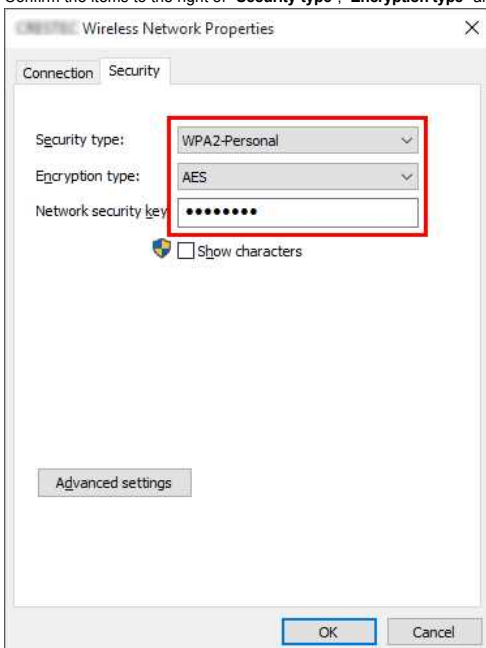 Confirm the items to the right of "Security type", "Encryption type" a
Wireless Network Properties
Connection Security
Security type: WPA2-Personal
Encryption type: AES
Network security key ●●●●●●●●
Show characters
Advanced settings
OK Cancel